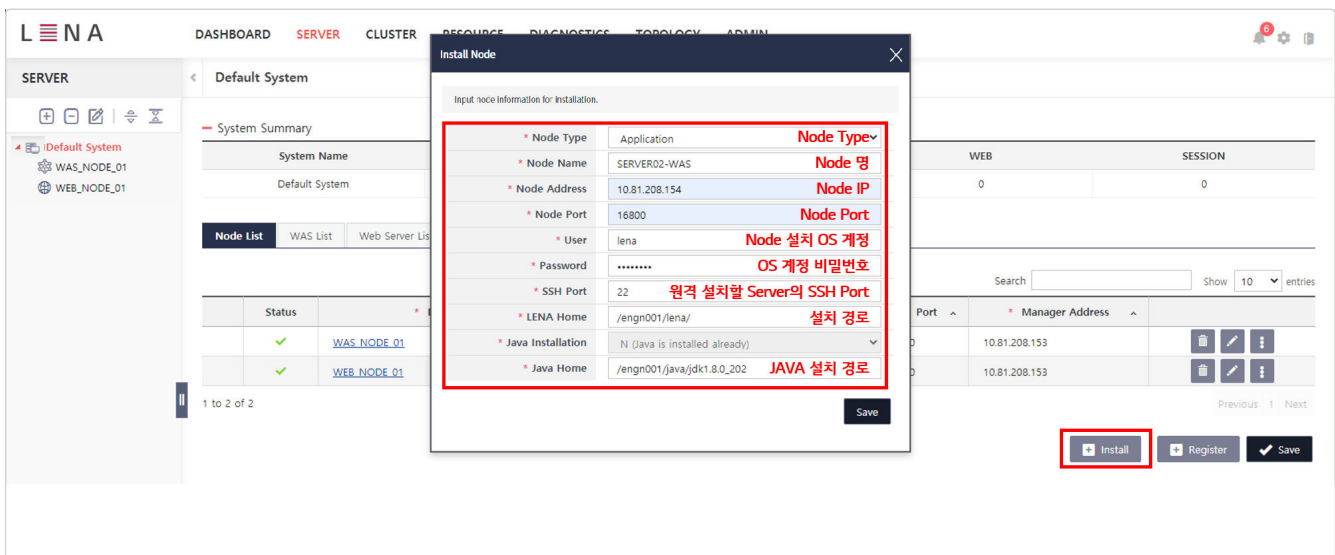 LENA
DASHBOARD SERVER CLUSTER RESOURCE DIAGNOSTICS TOPOLOGY ADMIN
6
SERVER
Default System
Install Node
Input node information for installation.
System Summary
System Name WEB SESSION
Default System 0 0
Default System
WAS_NODE_01
WEB_NODE_01
* Node Type Application Node Type
* Node Name SERVER02-WAS Node 명
* Node Address 10.81.208.154 Node IP
* Node Port 16800 Node Port
* User lena Node 설치 OS 계정
* Password •••••••• OS 계정 비밀번호
* SSH Port 22 원격 설치할 Server의 SSH Port
* LENA Home /engn001/lena/ 설치 경로
* Java Installation N (Java is installed already)
* Java Home /engn001/java/jdk1.8.0_202 JAVA 설치 경로
Save
Node List WAS List Web Server Lis
Search Show 10 entries
Status * Port * Manager Address
WAS_NODE_01 10.81.208.153
WEB_NODE_01 10.81.208.153
1 to 2 of 2 Previous 1 Next
Install Register Save